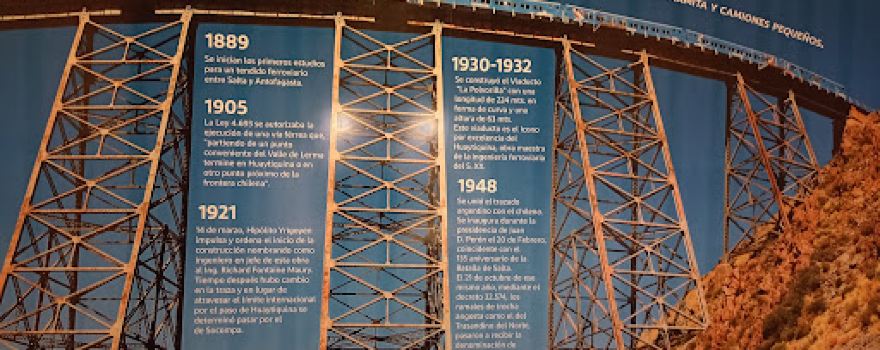 AMITA Y CAMIONES PEQUEÑOS.
1889
Se inician los primeros estudios
para un tendido ferroviario
entre Salta y Antofagasta.
1905
La Ley 4.693 se autorizaba la
ejecución de una vía férrea que,
"partiendo de un punto
conveniente del Valle de Lerma
termine en Huaytiquina o en
otro punto próximo de la
frontera chilena".
1921
14 de marzo, Hipólito Yrigoyen
impulsa y ordena el inicio de la
construcción nombrando como
ingeniero en jefe de esta obra
al Ing. Richard Fontaine Maury.
Tiempo después hubo cambio
en la traza y en lugar de
atravesar el límite internacional
por el paso de Huaytiquina se
determinó pasar por el
de Socompa.
1930-1932
Se construyó el Viaducto
"La Polvorilla" con una
longitud de 224 mts. en
forma de curva y una
altura de 63 mts.
Este viaducto es el ícono
por excelencia del
Huaytiquina, obra maestra
de la ingeniería ferroviaria
del S. XX.
1948
Se unió el trazado
argentino con el chileno.
Se inaugura durante la
presidencia de Juan
D. Perón el 20 de Febrero,
coincidente con el
135 aniversario de la
Batalla de Salta.
El 21 de octubre de ese
mismo año, mediante el
decreto 32.574, los
ramales de trocha
angosta como el del
Trasandino del Norte,
pasaron a recibir la
denominación de